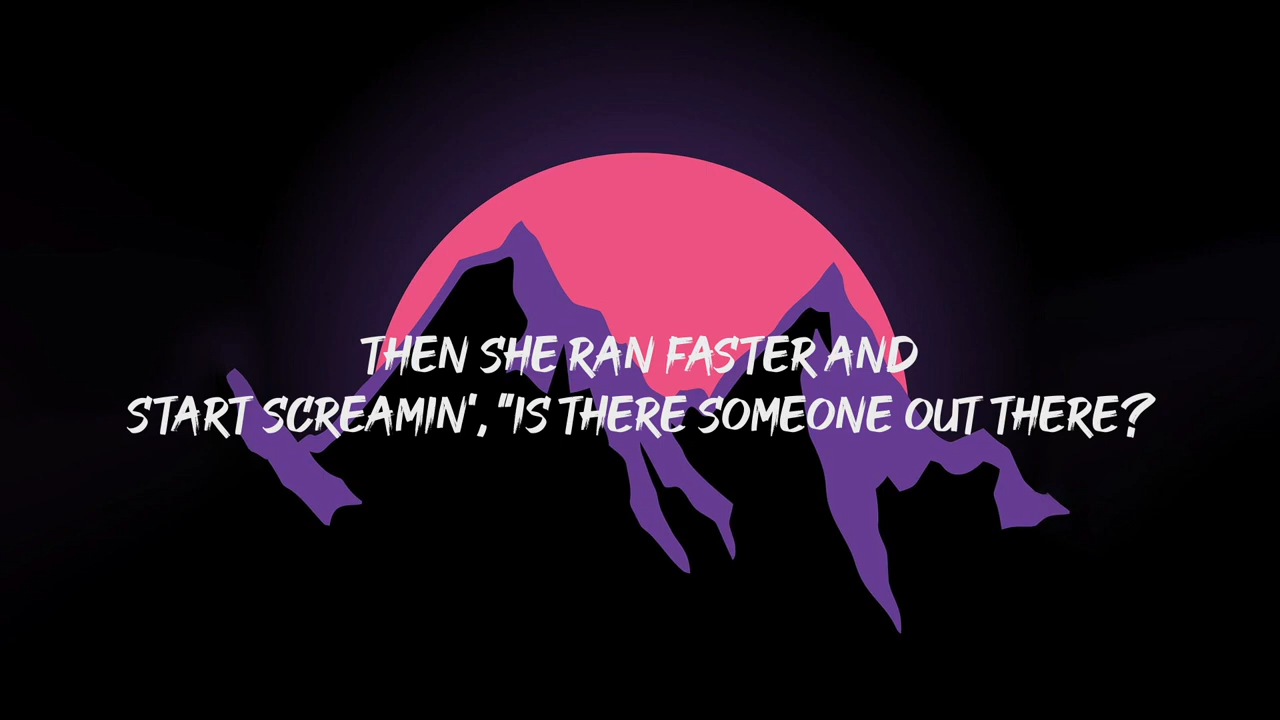 THEN SHE RAN FASTER AND
START SCREAMIN', "IS THERE SOMEONE OUT THERE?